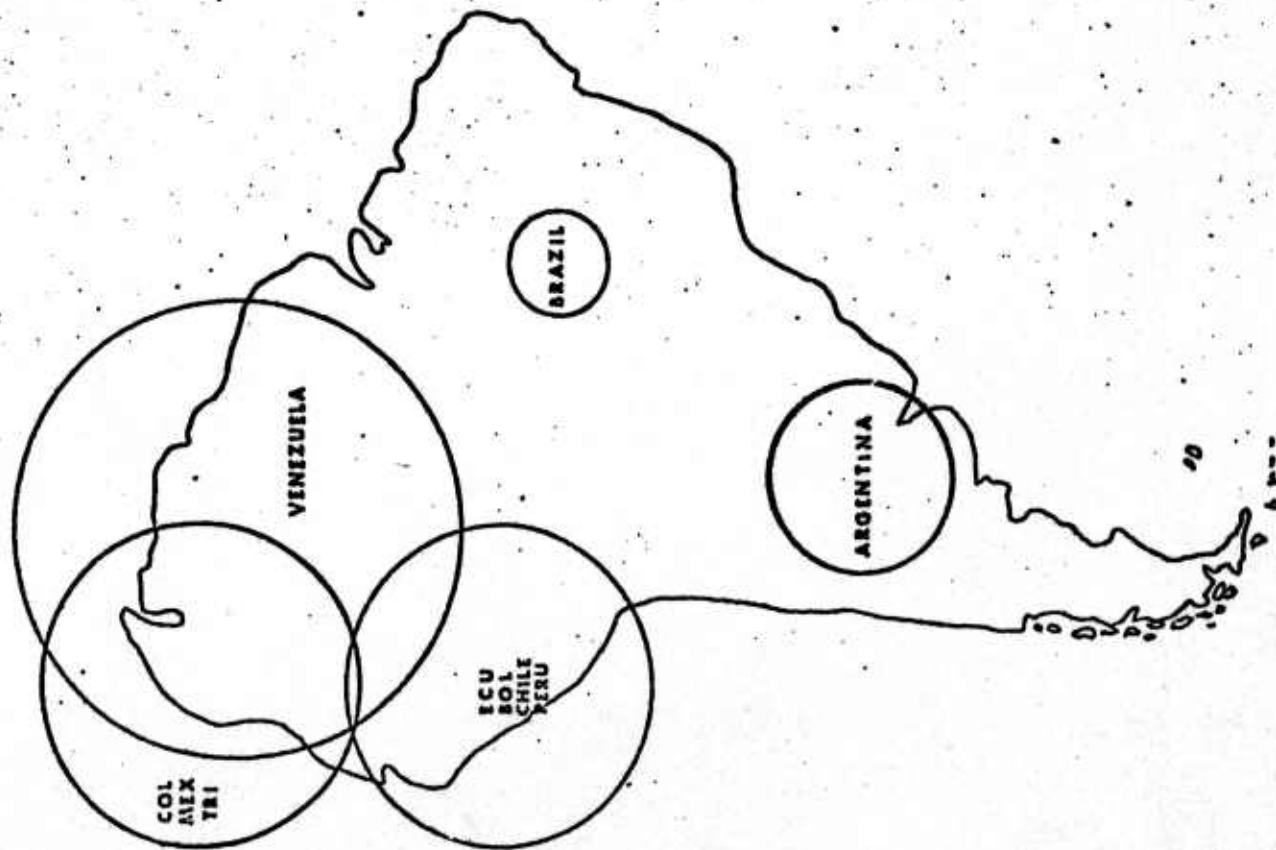 BRAZIL
VENEZUELA
ARGENTINA
ECU
BOL
CHILE
PERU
COL
MEX
TRI